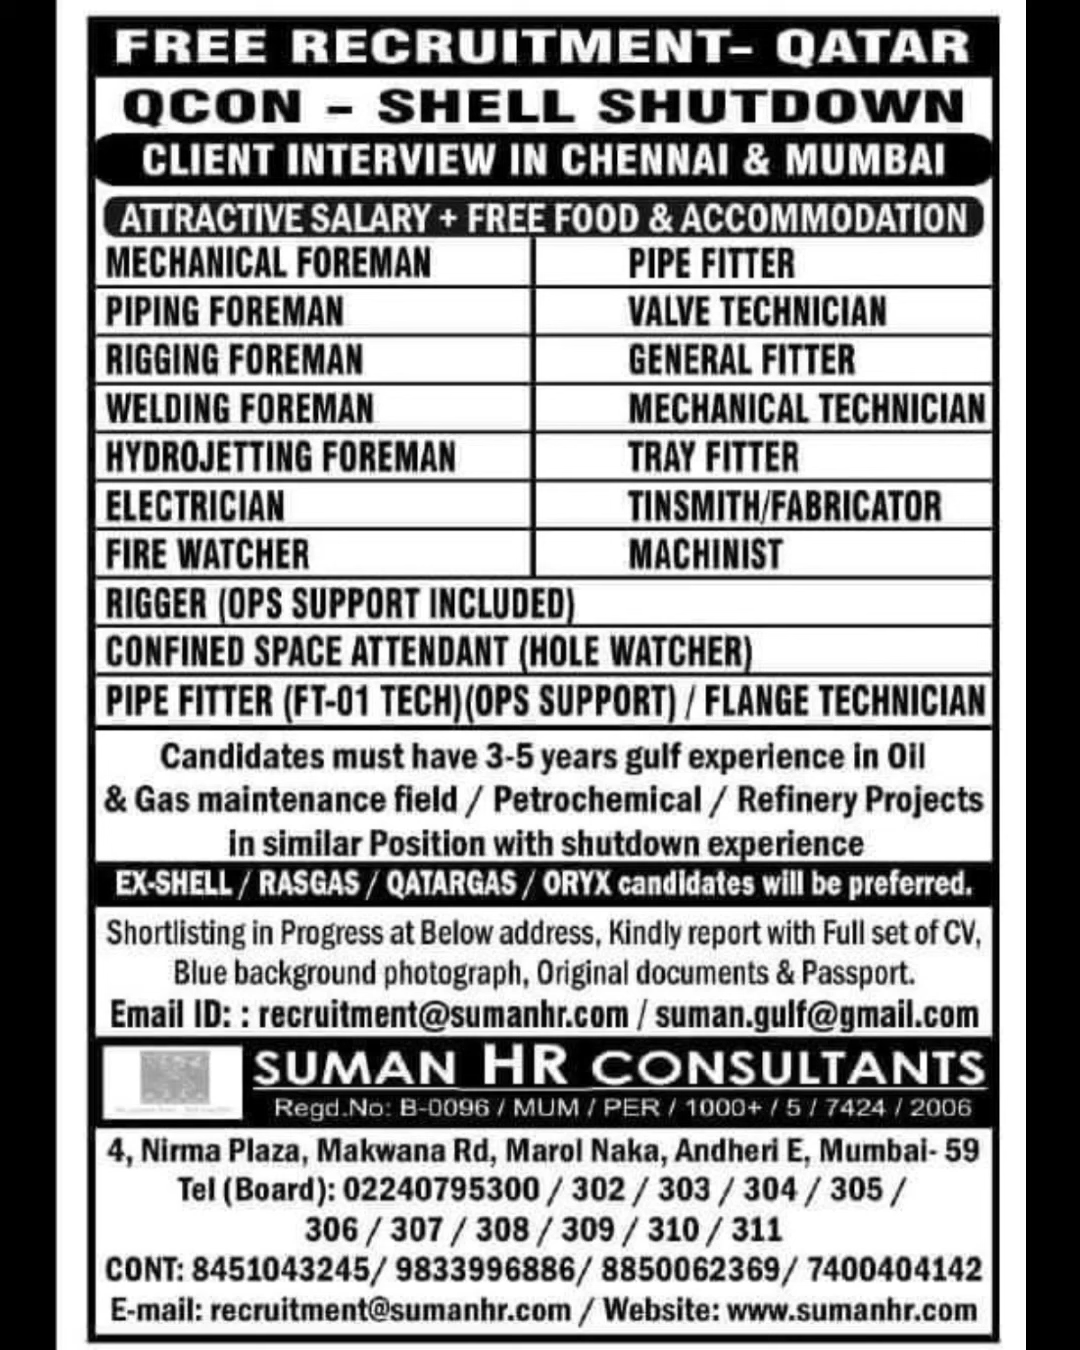 FREE RECRUITMENT- QATAR
QCON - SHELL SHUTDOWN
CLIENT INTERVIEW IN CHENNAI & MUMBAI
ATTRACTIVE SALARY + FREE FOOD & ACCOMMODATION
MECHANICAL FOREMAN PIPE FITTER
PIPING FOREMAN VALVE TECHNICIAN
RIGGING FOREMAN GENERAL FITTER
WELDING FOREMAN MECHANICAL TECHNICIAN
HYDROJETTING FOREMAN TRAY FITTER
ELECTRICIAN TINSMITH/FABRICATOR
FIRE WATCHER MACHINIST
RIGGER (OPS SUPPORT INCLUDED)
CONFINED SPACE ATTENDANT (HOLE WATCHER)
PIPE FITTER (FT-01 TECH)(OPS SUPPORT) / FLANGE TECHNICIAN
Candidates must have 3-5 years gulf experience in Oil
& Gas maintenance field / Petrochemical / Refinery Projects
in similar Position with shutdown experience
EX-SHELL / RASGAS / QATARGAS / ORYX candidates will be preferred.
Shortlisting in Progress at Below address, Kindly report with Full set of CV,
Blue background photograph, Original documents & Passport.
Email ID: : recruitment@sumanhr.com / suman.gulf@gmail.com
SUMAN HR CONSULTANTS
Regd.No: B-0096 / MUM / PER / 1000+ / 5 / 7424 / 2006
4, Nirma Plaza, Makwana Rd, Marol Naka, Andheri E, Mumbai- 59
Tel (Board): 02240795300 / 302 / 303 / 304 / 305 /
306 / 307 / 308 / 309 / 310 / 311
CONT: 8451043245/ 9833996886/ 8850062369/ 7400404142
E-mail: recruitment@sumanhr.com / Website: www.sumanhr.com